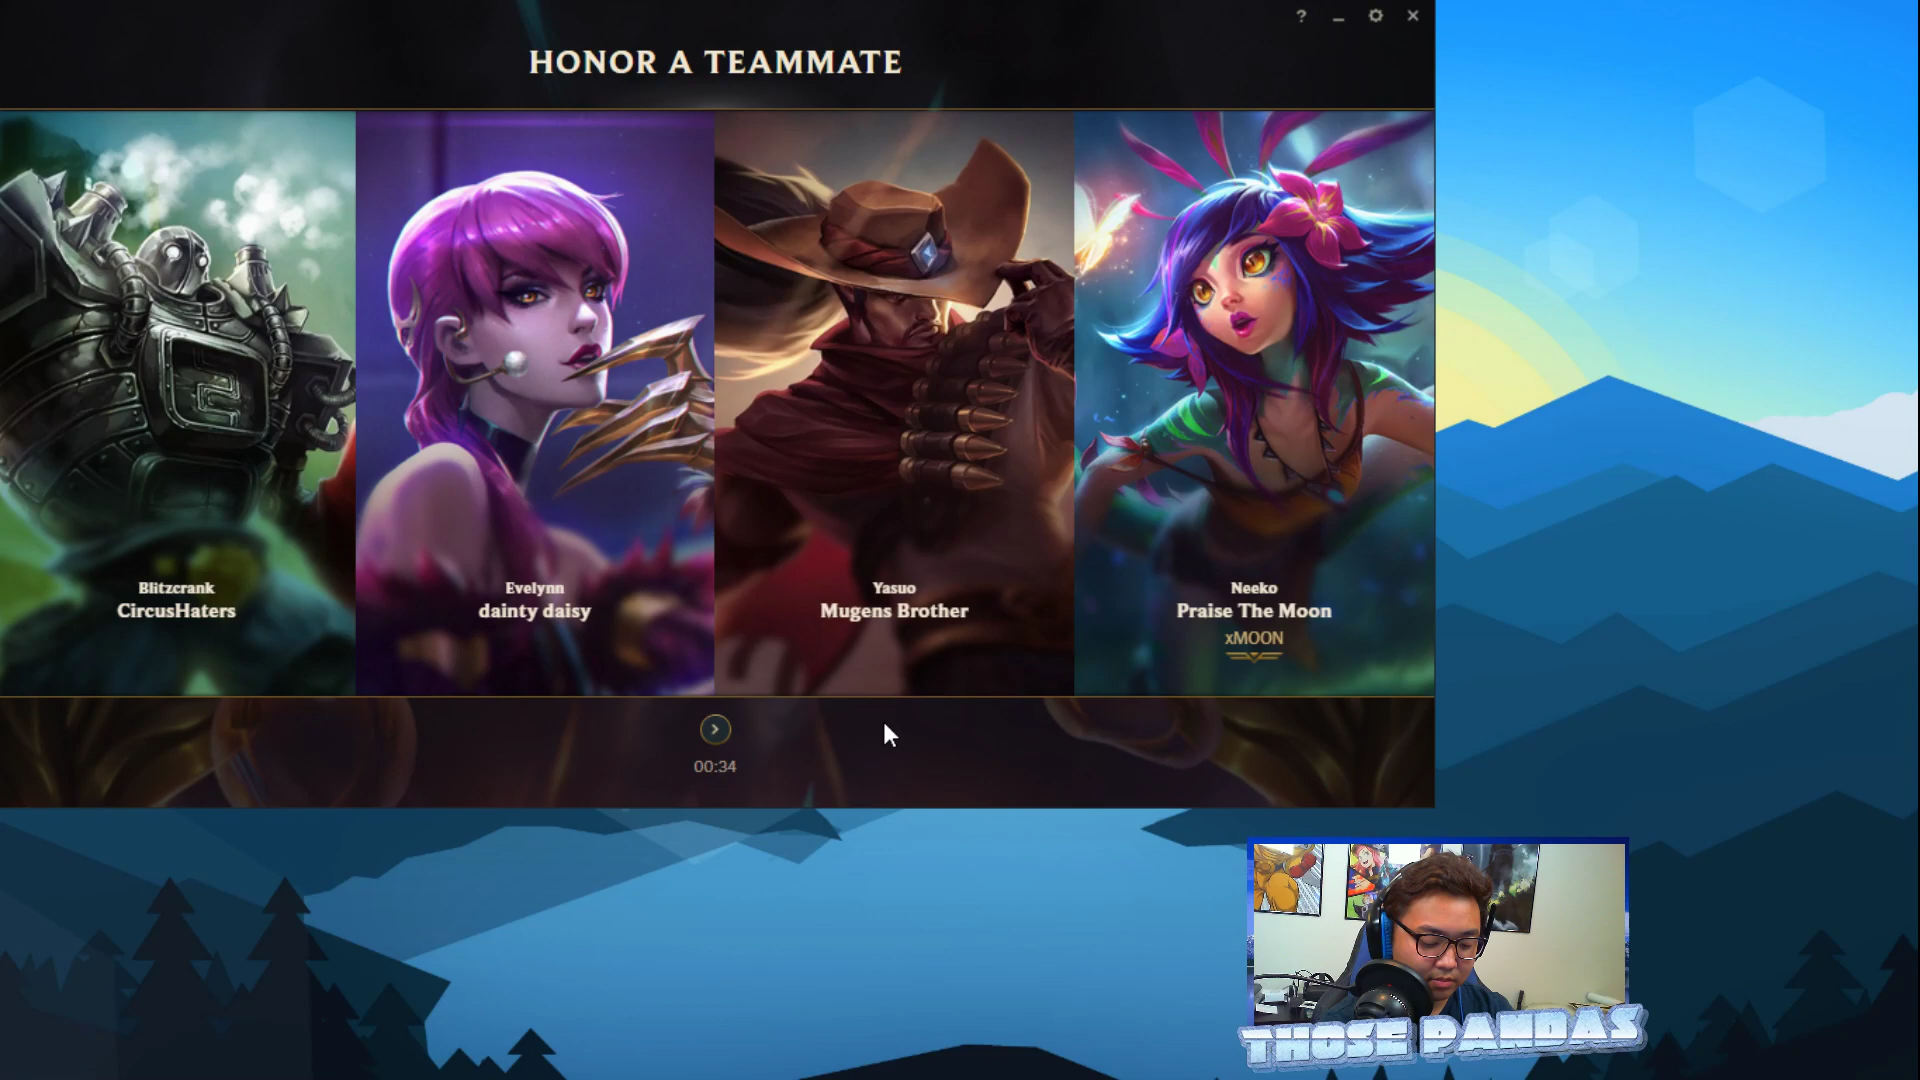 ?
HONOR A TEAMMATE
Blitzcrank
CircusHaters
Evelynn
dainty daisy
Yasuo
Mugens Brother
Neeko
Praise The Moon
xMOON
00:34
THOSE PANDAS